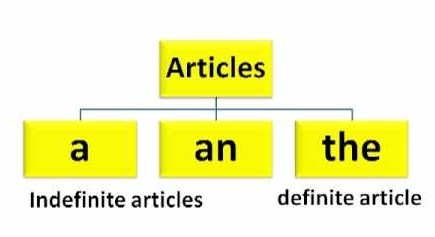 Articles
a an the
Indefinite articles definite article